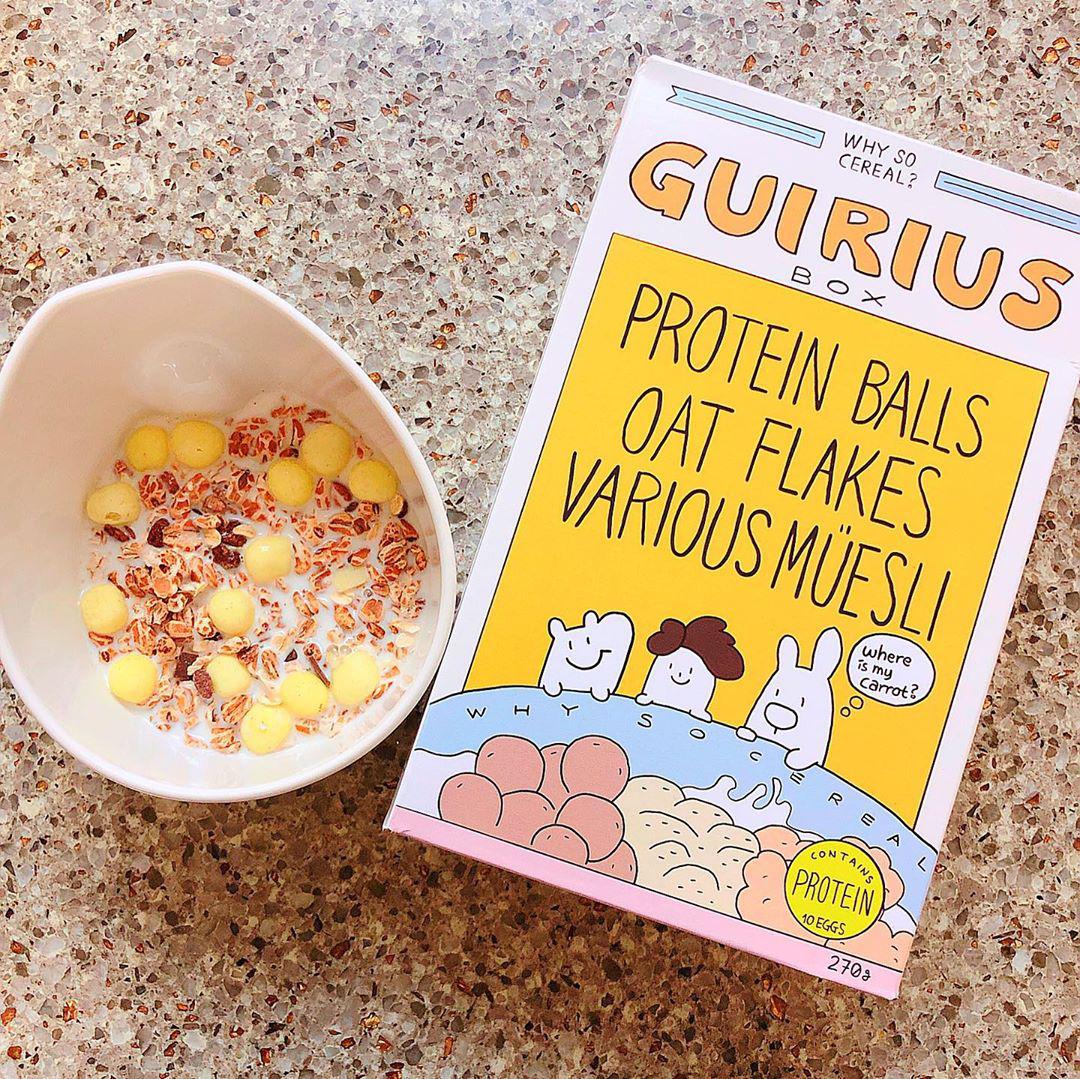 WHY SO
CEREAL?
GUIRIUS
BOX
PROTEIN BALLS
OAT FLAKES
VARIOUS MÜESLI
where
is my
carrot?
WHY SO CEREAL
CONTAINS
PROTEIN
10 EGGS
270g